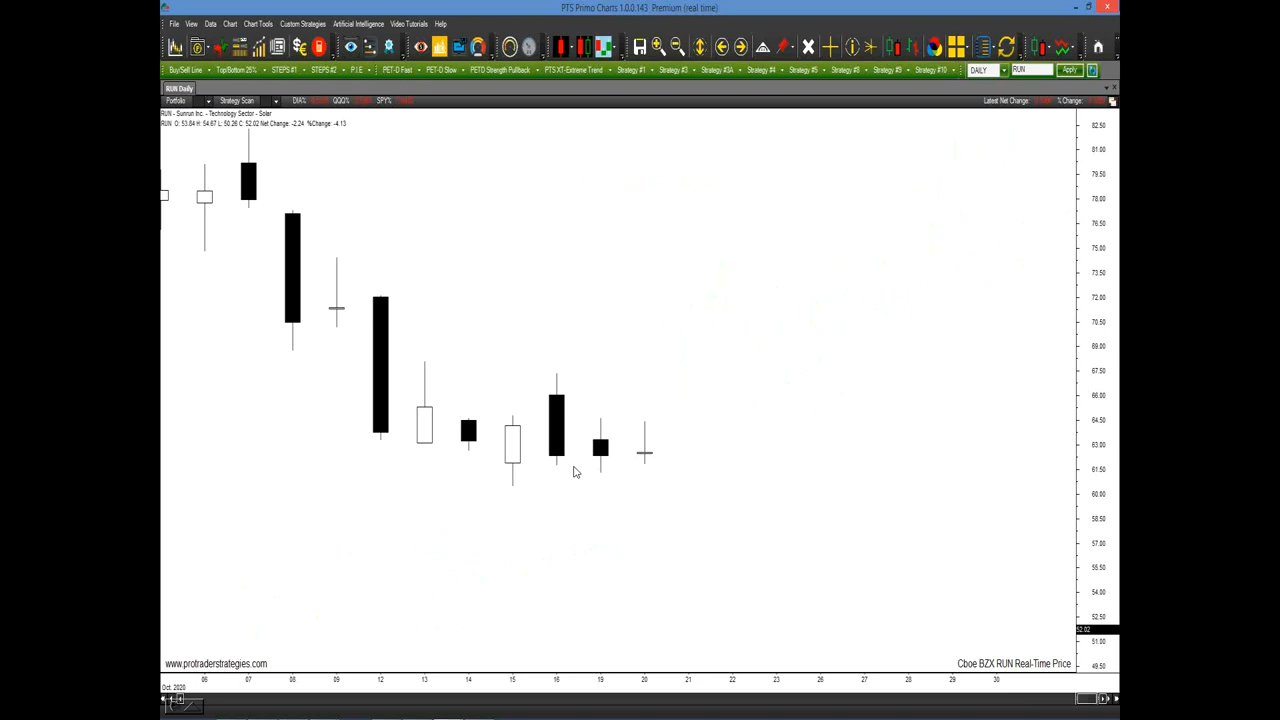 PTS Primo Charts 1.0.0.143 Premium (real time)
File View Data Chart Chart Tools Custom Strategies Artificial Intelligence Video Tutorials Help
Buy/Sell Line Top/Bottom 25% STEPS #1 STEPS #2 P.I.E PET-D Fast PET-D Slow PETD Strength Pullback PTS XT-Extreme Trend Strategy #1 Strategy #3 Strategy #3A Strategy #4 Strategy #5 Strategy #8 Strategy #9 Strategy #10 DAILY RUN Apply
RUN Daily
Portfolio Strategy Scan DIA% QQQ% SPY% Latest Net Change: % Change:
RUN - Sunrun Inc. - Technology Sector - Solar
RUN O: 53.84 H: 54.67 L: 50.26 C: 52.02 Net Change: -2.24 %Change: -4.13
82.50
81.00
79.50
78.00
76.50
75.00
73.50
72.00
70.50
69.00
67.50
66.00
64.50
63.00
61.50
60.00
58.50
57.00
55.50
54.00
52.50
52.02
51.00
49.50
www.protraderstrategies.com Cboe BZX RUN Real-Time Price
06 07 08 09 12 13 14 15 16 19 20 21 22 23 26 27 28 29 30
Oct, 2020